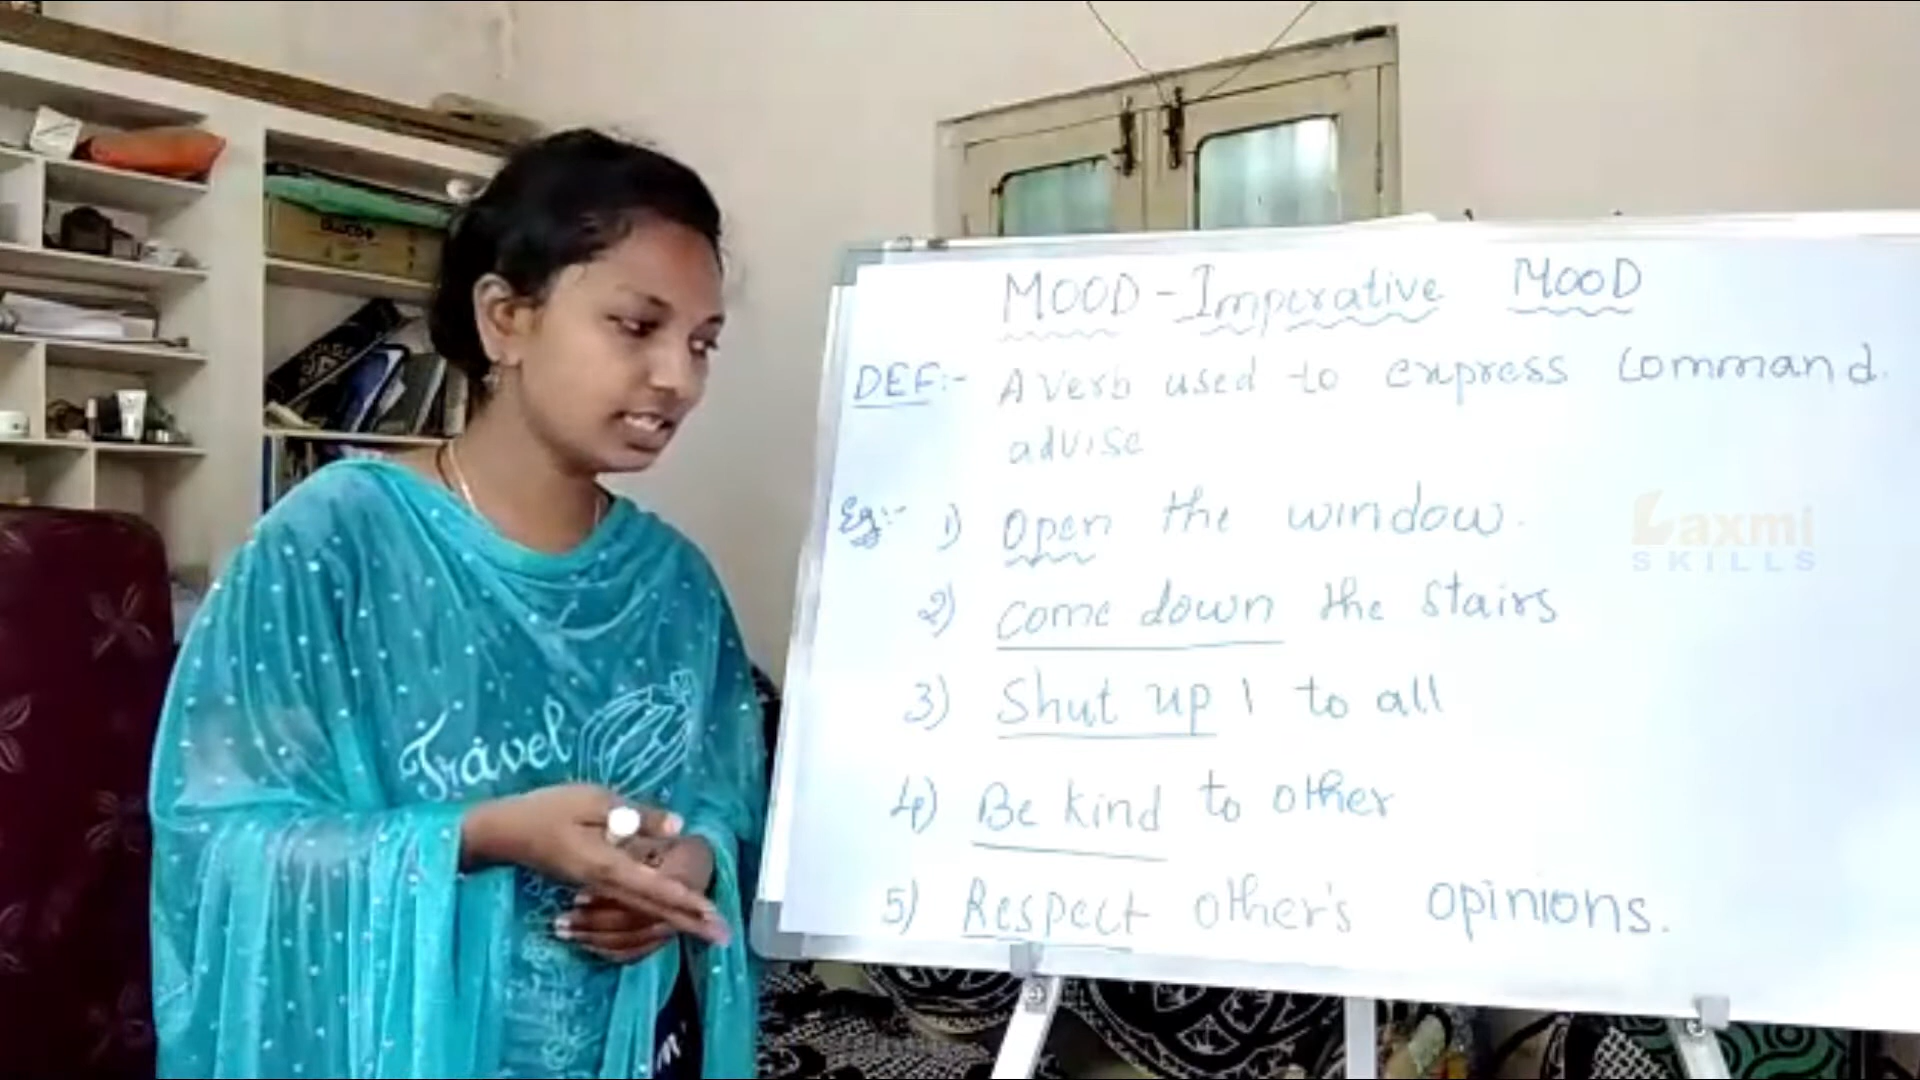 MOOD - Imperative MOOD
DEF:- A Verb used to express command.
advise
Eg:- 1) Open the window.
2) come down the stairs
3) Shut up ! to all
4) Be kind to other
5) Respect other's opinions.
Laxmi
SKILLS
Travel